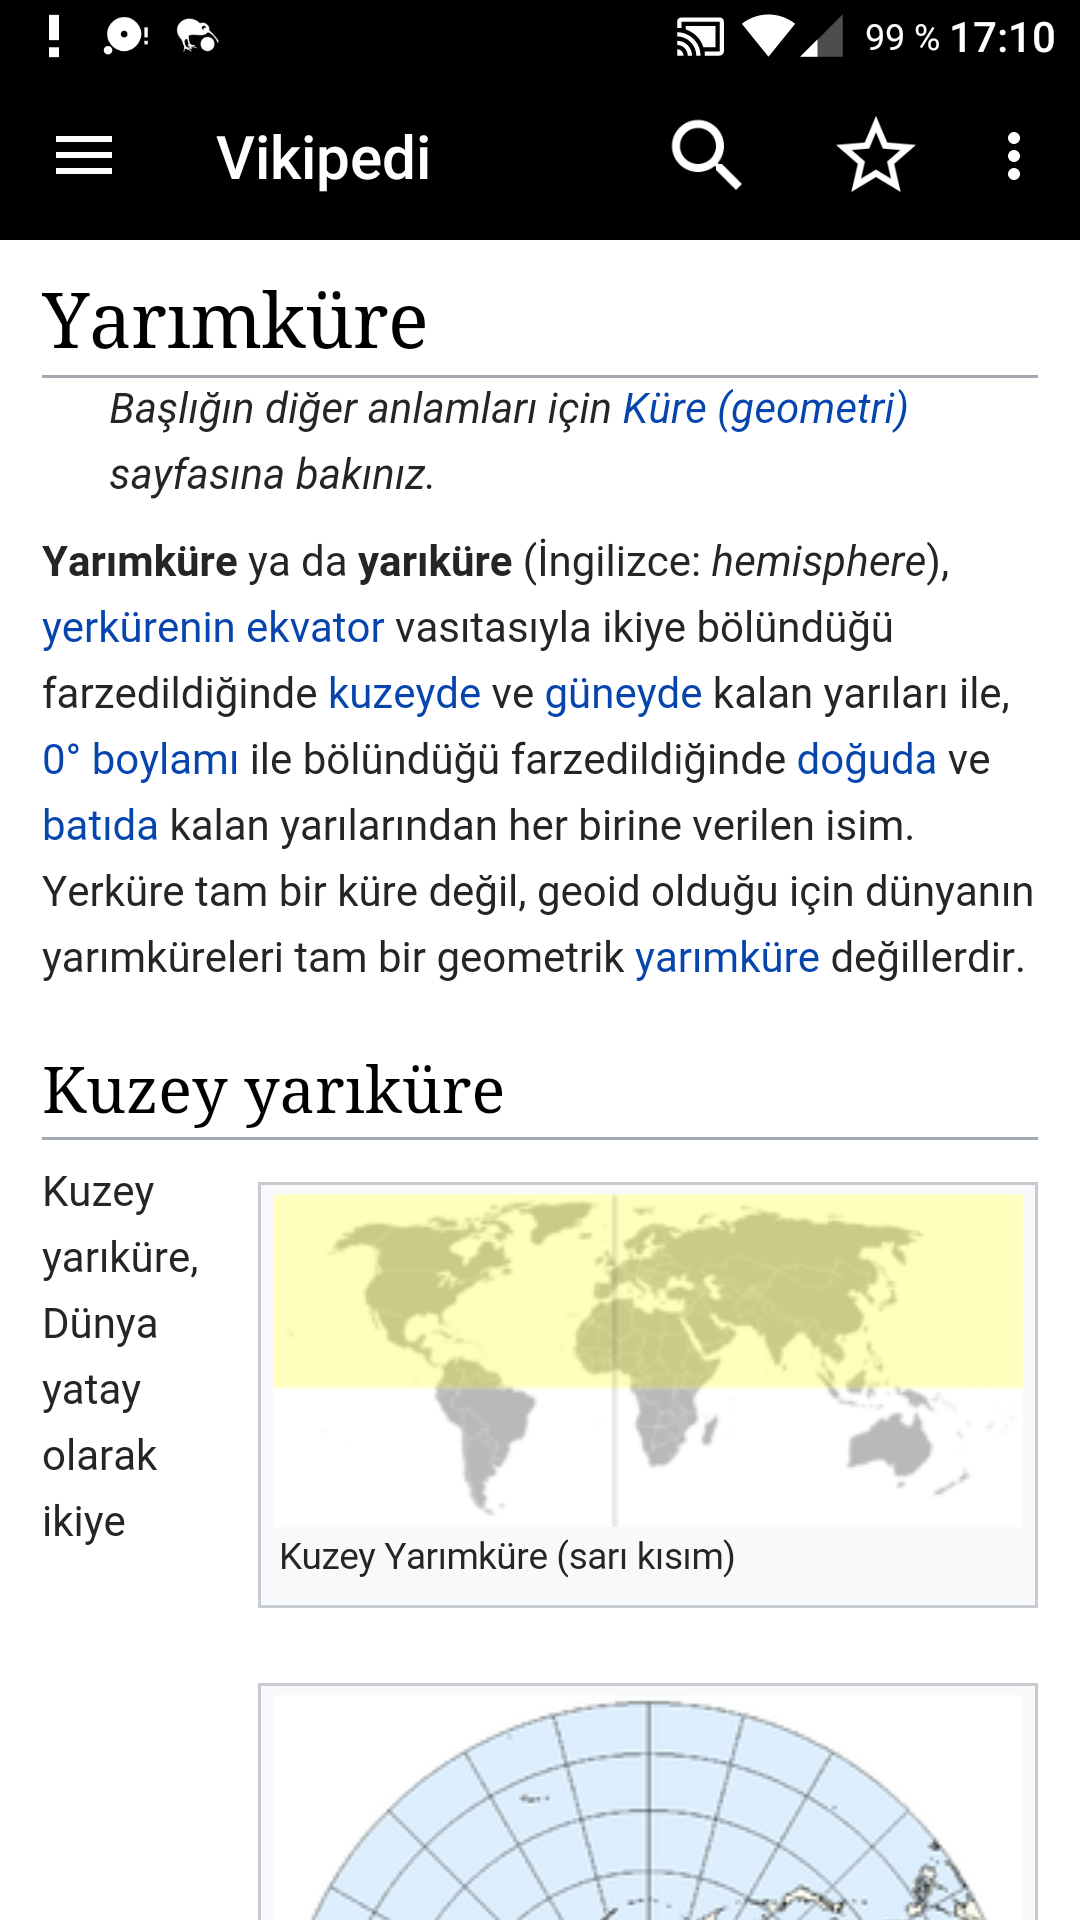 99 % 17:10
Vikipedi
Yarımküre
Başlığın diğer anlamları için Küre (geometri)
sayfasına bakınız.
Yarımküre ya da yarıküre (İngilizce: hemisphere),
yerkürenin ekvator vasıtasıyla ikiye bölündüğü
farzedildiğinde kuzeyde ve güneyde kalan yarıları ile,
0° boylamı ile bölündüğü farzedildiğinde doğuda ve
batıda kalan yarılarından her birine verilen isim.
Yerküre tam bir küre değil, geoid olduğu için dünyanın
yarımküreleri tam bir geometrik yarımküre değillerdir.
Kuzey yarıküre
Kuzey
yarıküre,
Dünya
yatay
olarak
ikiye
Kuzey Yarımküre (sarı kısım)